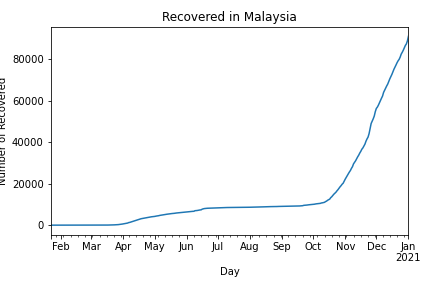 Recovered in Malaysia
Number of Recovered
80000
60000
40000
20000
0
Feb Mar Apr May Jun Jul Aug Sep Oct Nov Dec Jan
2021
Day